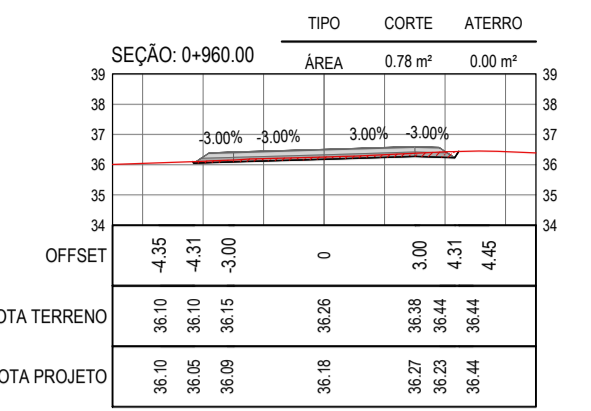 TIPO CORTE ATERRO
SEÇÃO: 0+960.00 ÁREA 0.78 m² 0.00 m²
39 39
38 38
37 37
-3.00% -3.00% 3.00% -3.00%
36 36
35 35
34 34
OFFSET -4.35 -4.31 -3.00 0 3.00 4.31 4.45
OTA TERRENO 36.10 36.10 36.15 36.26 36.38 36.44 36.44
OTA PROJETO 36.10 36.05 36.09 36.18 36.27 36.23 36.44